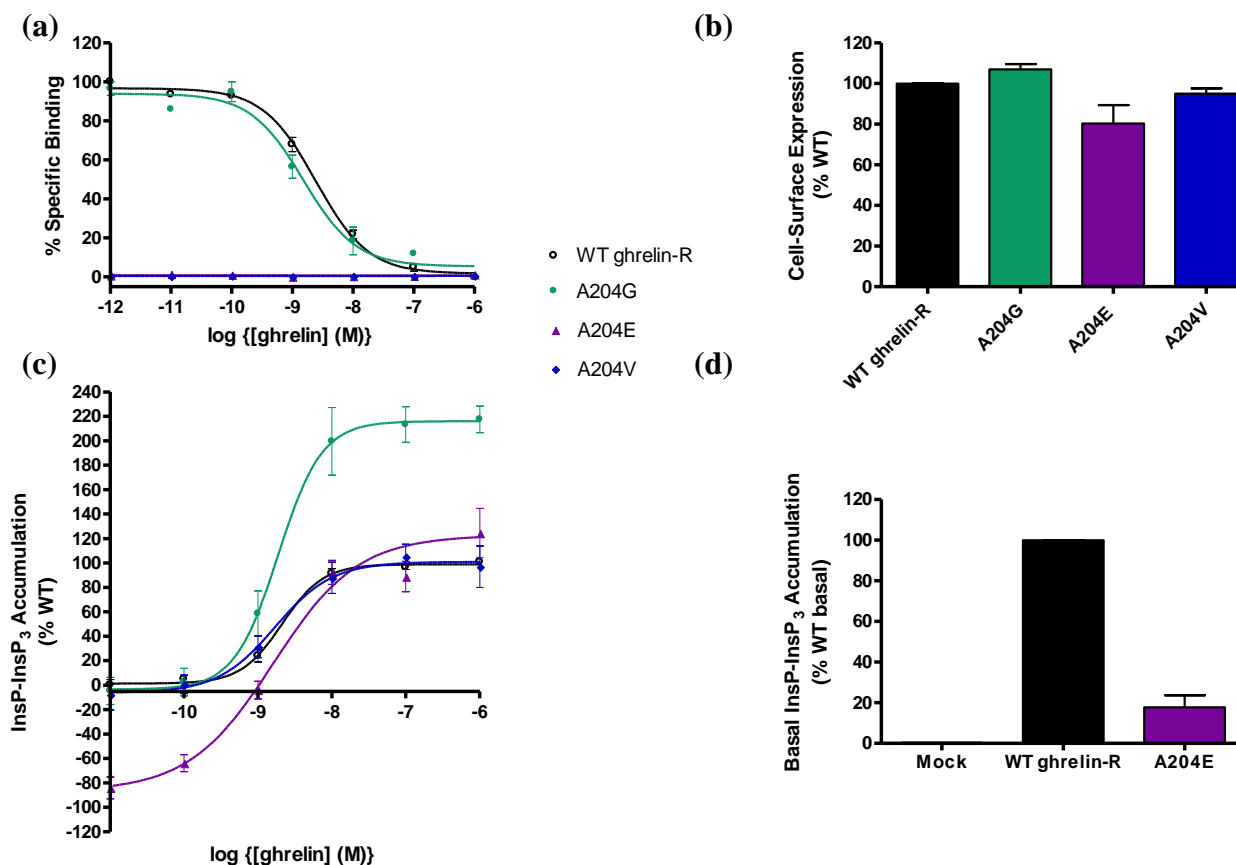 (a)
120
100
80
60
40
20
0
% Specific Binding
-12 -11 -10 -9 -8 -7 -6
log {[ghrelin] (M)}
WT ghrelin-R
A204G
A204E
A204V
(b)
120
100
80
60
40
20
0
Cell-Surface Expression
(% WT)
WT ghrelin-R
A204G
A204E
A204V
(c)
240
220
200
180
160
140
120
100
80
60
40
20
0
-20
-40
-60
-80
-100
-120
InsP-InsP3 Accumulation
(% WT)
-10 -9 -8 -7 -6
log {[ghrelin] (M)}
(d)
120
100
80
60
40
20
0
Basal InsP-InsP3 Accumulation
(% WT basal)
Mock WT ghrelin-R A204E